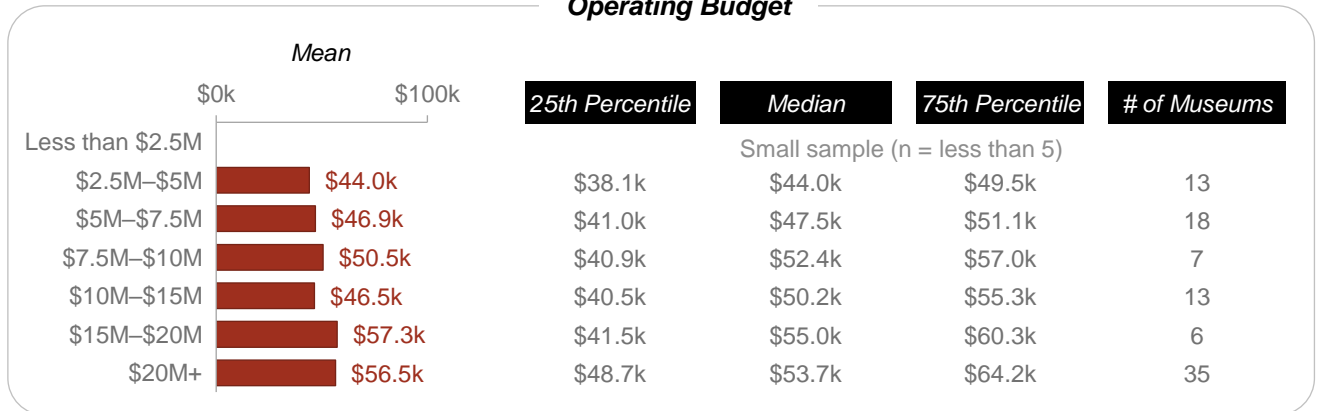 Operating Budget
Mean
$0k $100k 25th Percentile Median 75th Percentile # of Museums
Less than $2.5M Small sample (n = less than 5)
$2.5M–$5M $44.0k $38.1k $44.0k $49.5k 13
$5M–$7.5M $46.9k $41.0k $47.5k $51.1k 18
$7.5M–$10M $50.5k $40.9k $52.4k $57.0k 7
$10M–$15M $46.5k $40.5k $50.2k $55.3k 13
$15M–$20M $57.3k $41.5k $55.0k $60.3k 6
$20M+ $56.5k $48.7k $53.7k $64.2k 35